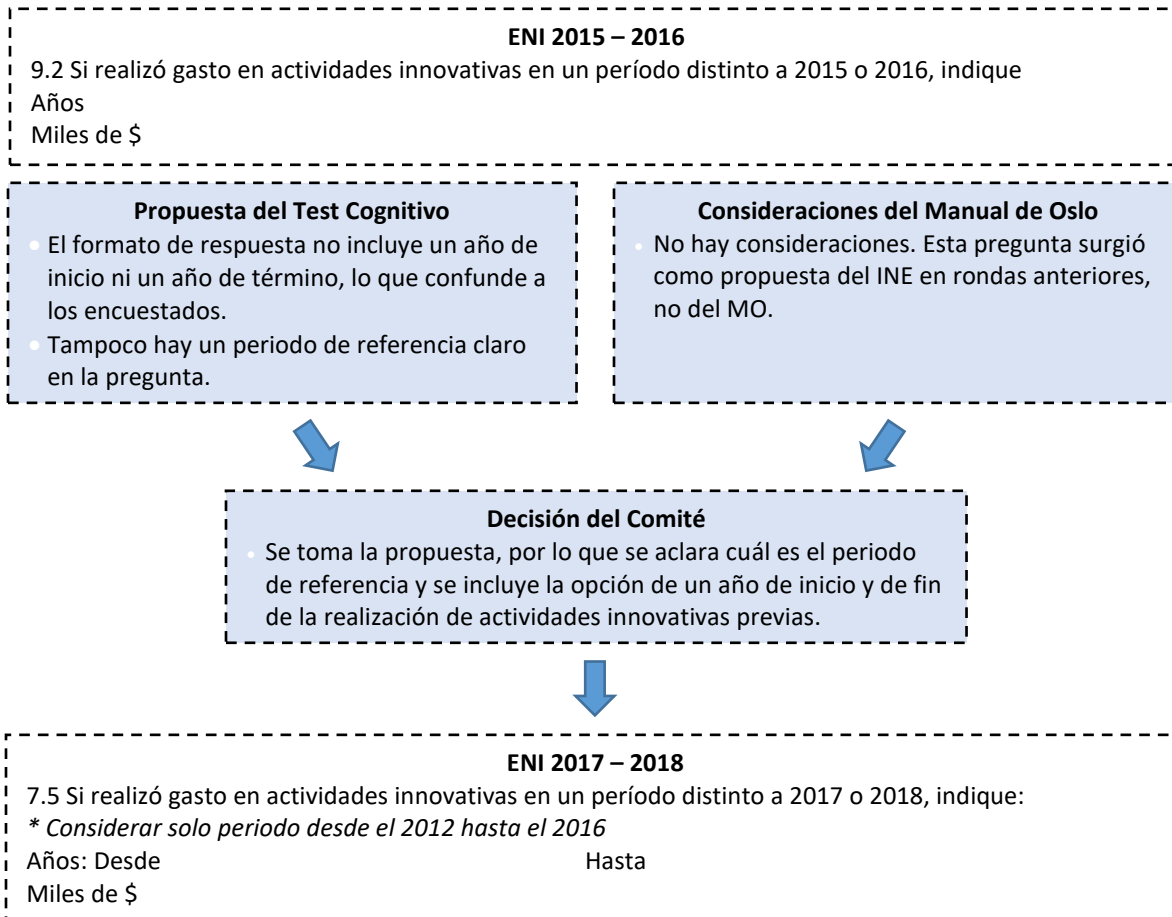 ENI 2015 – 2016
9.2 Si realizó gasto en actividades innovativas en un período distinto a 2015 o 2016, indique
Años
Miles de $
Propuesta del Test Cognitivo
• El formato de respuesta no incluye un año de
inicio ni un año de término, lo que confunde a
los encuestados.
• Tampoco hay un periodo de referencia claro
en la pregunta.
Consideraciones del Manual de Oslo
• No hay consideraciones. Esta pregunta surgió
como propuesta del INE en rondas anteriores,
no del MO.
Decisión del Comité
• Se toma la propuesta, por lo que se aclara cuál es el periodo
de referencia y se incluye la opción de un año de inicio y de fin
de la realización de actividades innovativas previas.
ENI 2017 – 2018
7.5 Si realizó gasto en actividades innovativas en un período distinto a 2017 o 2018, indique:
* Considerar solo periodo desde el 2012 hasta el 2016
Años: Desde Hasta
Miles de $